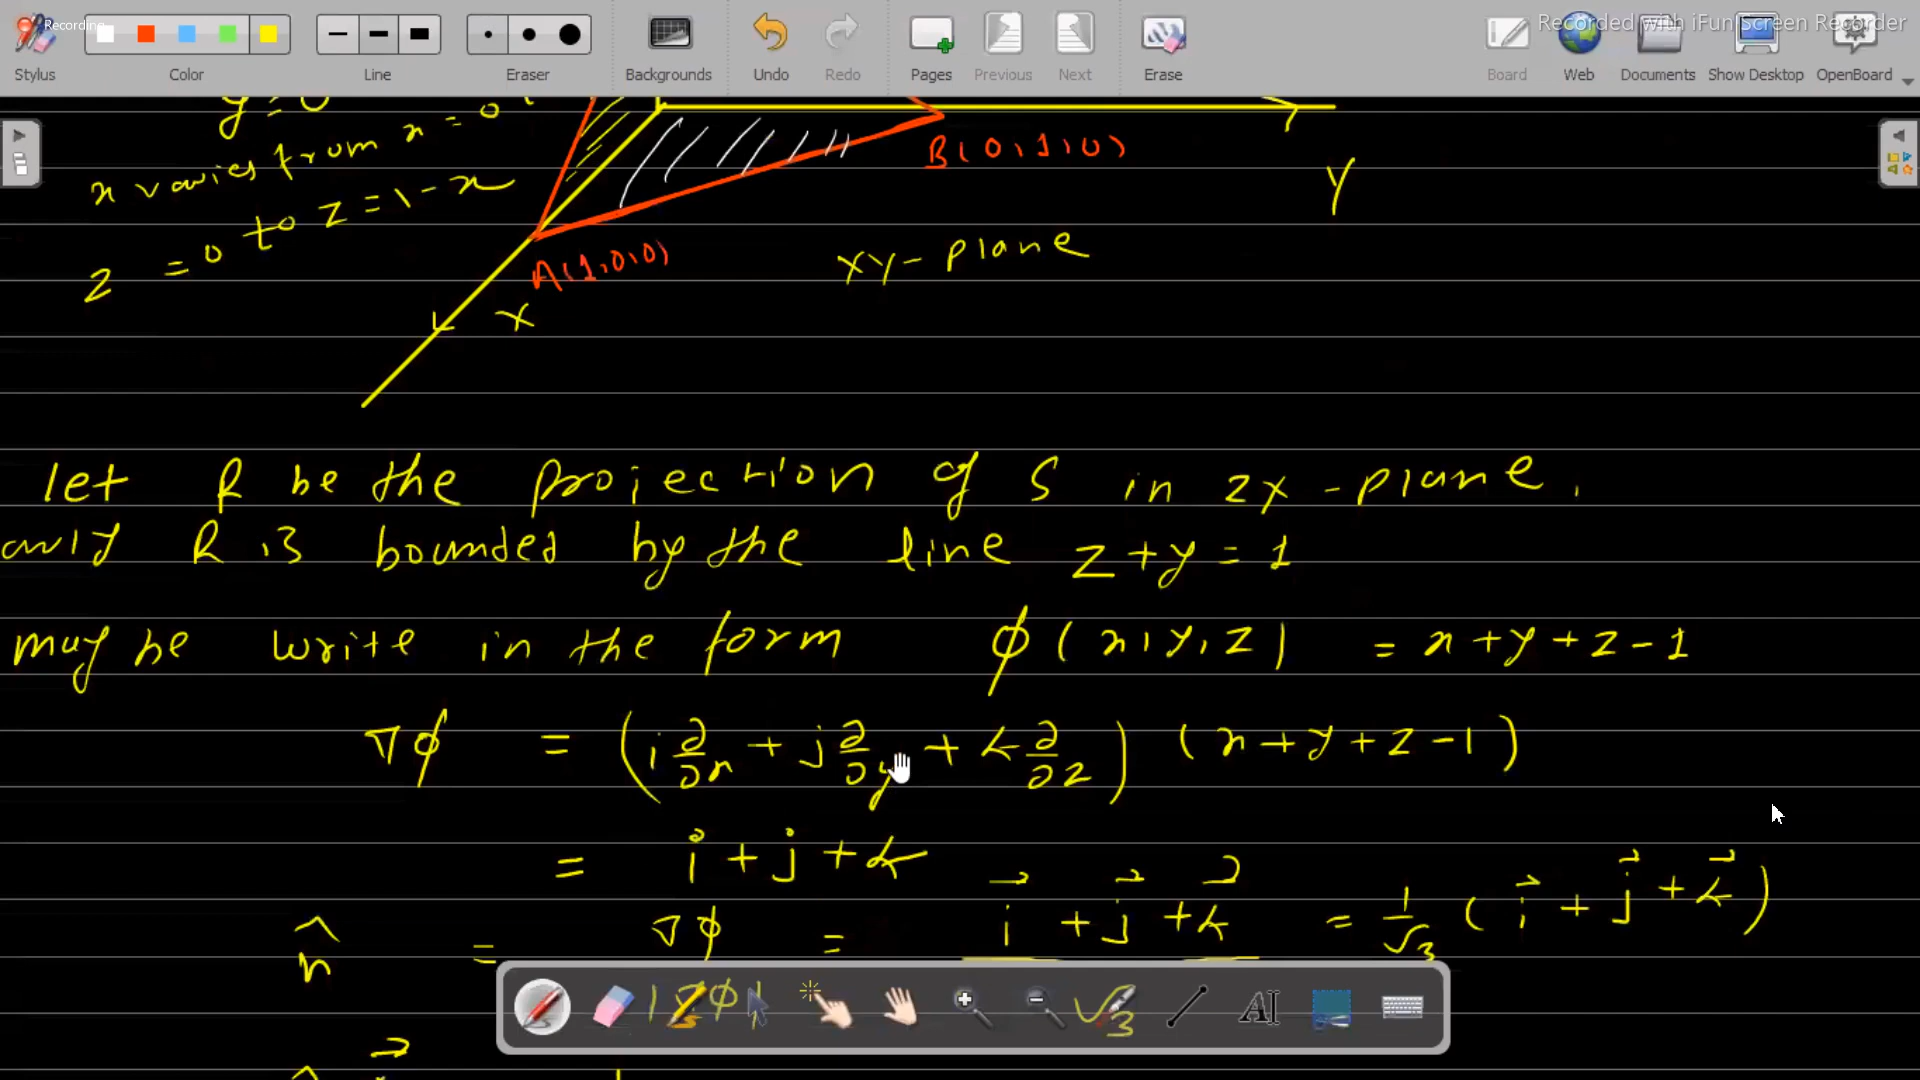 Recording
Recorded with iFun Screen Recorder
Stylus
Color
Line
Eraser
Backgrounds
Undo
Redo
Pages
Previous
Next
Erase
Board
Web
Documents
Show Desktop
OpenBoard
y = 0
x varies from x = 0
z = 0 to z = 1 - x
B(0,1,0)
Y
A(1,0,0)
xy-plane
X
let R be the projection of S in zx-plane.
R is bounded by the line z+y = 1
may be write in the form ϕ(x,y,z) = x+y+z-1
∇ϕ = (i ∂/∂x + j ∂/∂y + k ∂/∂z) (x+y+z-1)
= i + j + k
n̂ = ∇ϕ / |∇ϕ| = (i⃗ + j⃗ + k⃗) / √3 = 1/√3 (i⃗ + j⃗ + k⃗)